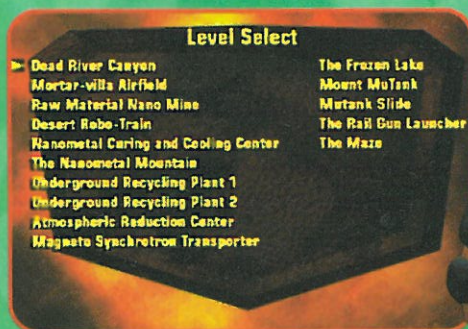 Level Select
Dead River Canyon
Mortar-villa Airfield
Raw Material Nano Mine
Desert Robo-Train
Nanometal Curing and Cooling Center
The Nanometal Mountain
Underground Recycling Plant 1
Underground Recycling Plant 2
Atmospheric Reduction Center
Magneto Synchrotron Transporter
The Frozen Lake
Mount MuTank
Mutank Slide
The Rail Gun Launcher
The Maze